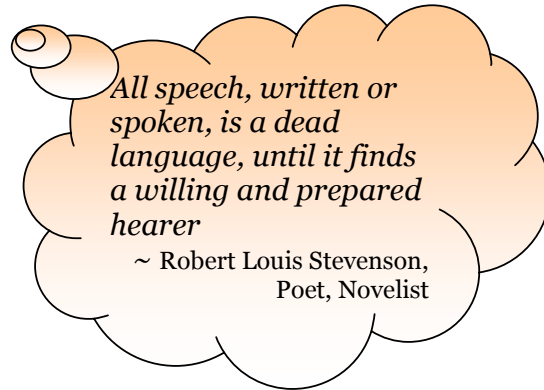 All speech, written or
spoken, is a dead
language, until it finds
a willing and prepared
hearer
~ Robert Louis Stevenson,
Poet, Novelist